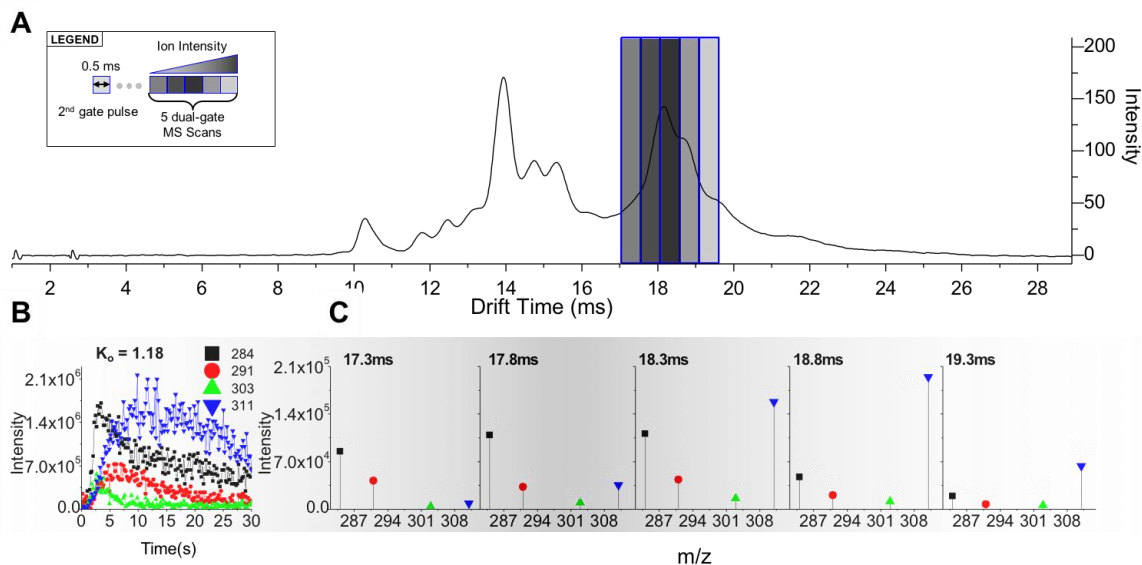 A
LEGEND
Ion Intensity
0.5 ms
2nd gate pulse
5 dual-gate
MS Scans
200
150
100
50
0
Intensity
2 4 6 8 10 12 14 16 18 20 22 24 26 28
Drift Time (ms)
B
Ko = 1.18
284
291
303
311
2.1x10^6
1.4x10^6
7.0x10^5
0.0
Intensity
0 5 10 15 20 25 30
Time(s)
C
17.3ms 17.8ms 18.3ms 18.8ms 19.3ms
2.1x10^5
1.4x10^5
7.0x10^4
0.0
Intensity
287 294 301 308 287 294 301 308 287 294 301 308 287 294 301 308 287 294 301 308
m/z